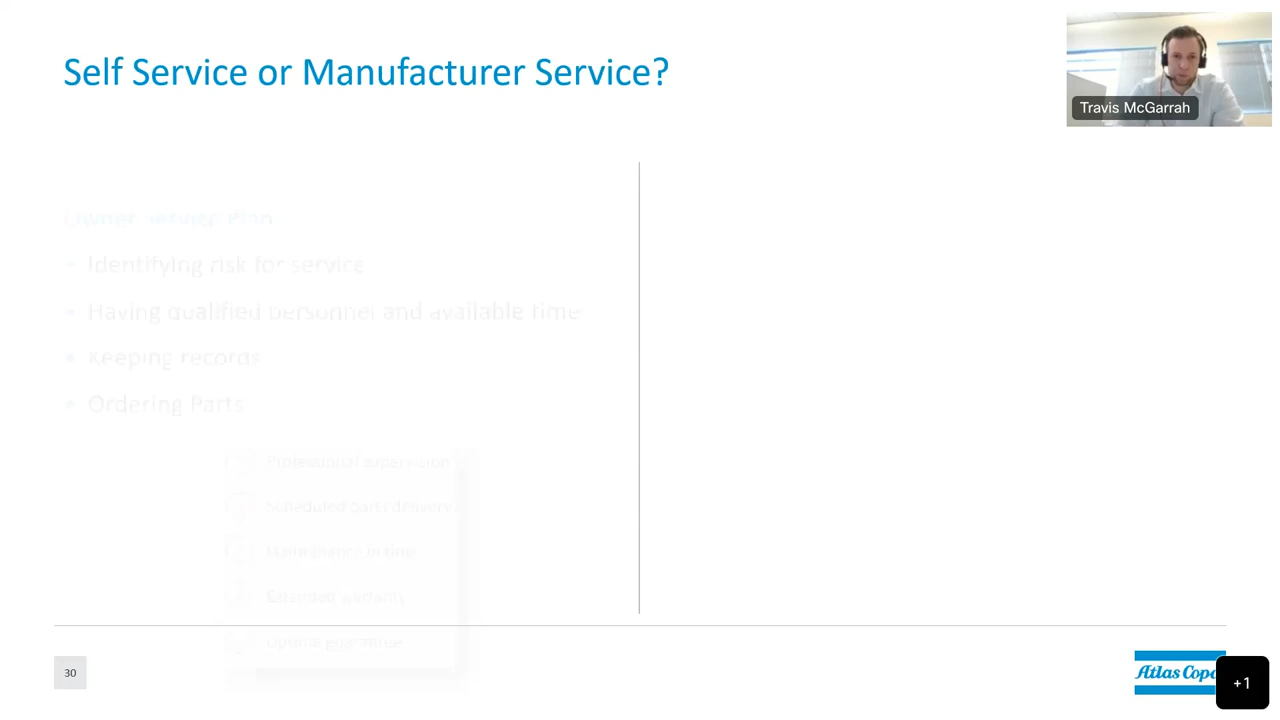 Self Service or Manufacturer Service?
Travis McGarrah
Owner Service Plan
• Identifying risk for service
• Having qualified personnel and available time
• Keeping records
• Ordering Parts
Professional supervision
Scheduled parts delivery
Maintenance in time
Extended warranty
Uptime guarantee
30
Atlas Cop
+1